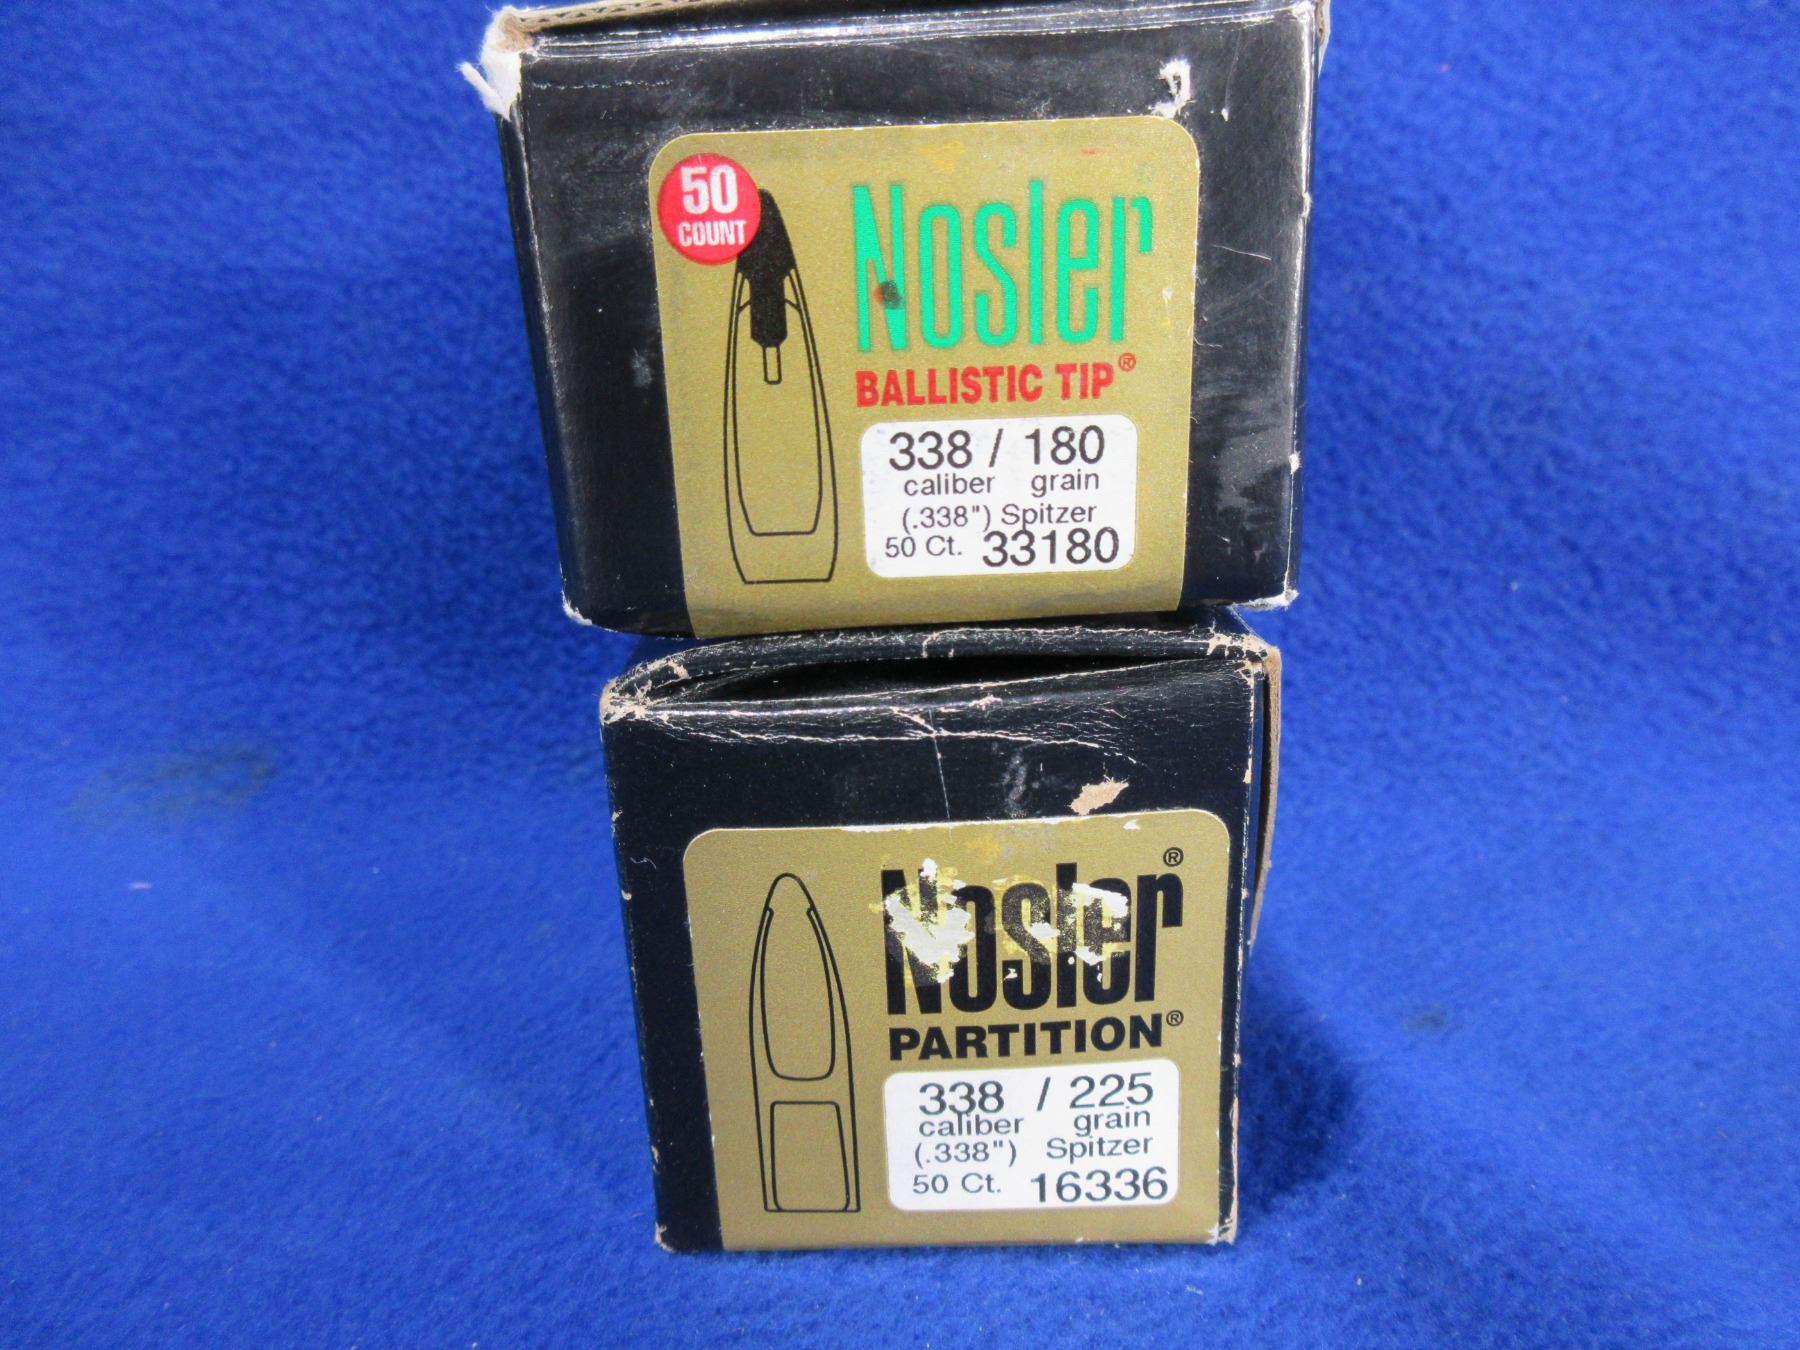 50
COUNT
Nosler
BALLISTIC TIP®
338 / 180
caliber grain
(.338") Spitzer
50 Ct. 33180
Nosler®
PARTITION®
338 / 225
caliber grain
(.338") Spitzer
50 Ct. 16336